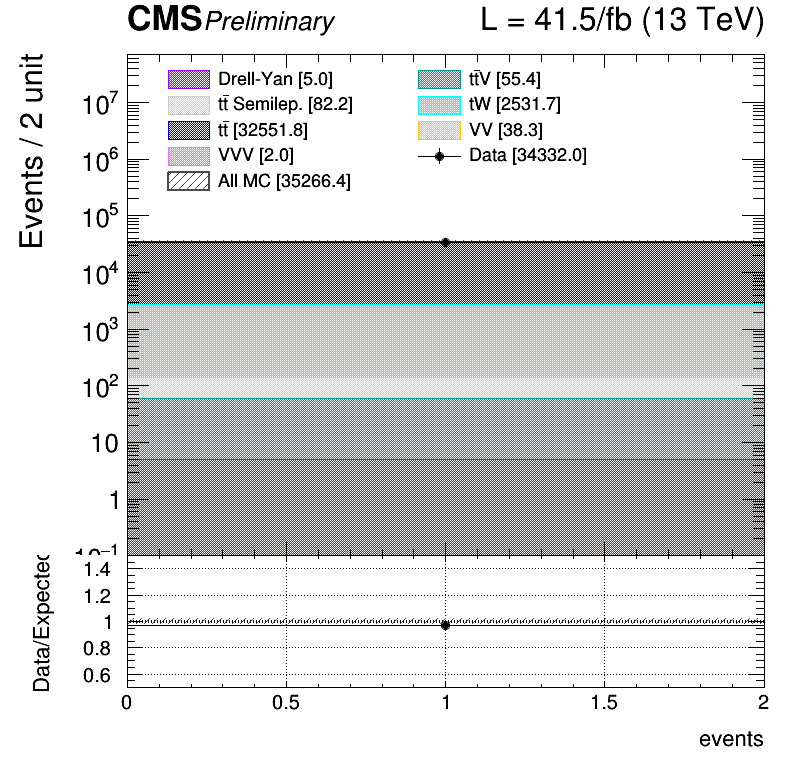 CMS Preliminary L = 41.5/fb (13 TeV)
Events / 2 unit
Drell-Yan [5.0]
tt̄ Semilep. [82.2]
tt̄ [32551.8]
VVV [2.0]
All MC [35266.4]
tt̄V [55.4]
tW [2531.7]
VV [38.3]
Data [34332.0]
10⁷
10⁶
10⁵
10⁴
10³
10²
10
1
10⁻¹
Data/Expected
1.4
1.2
1
0.8
0.6
0 0.5 1 1.5 2
events